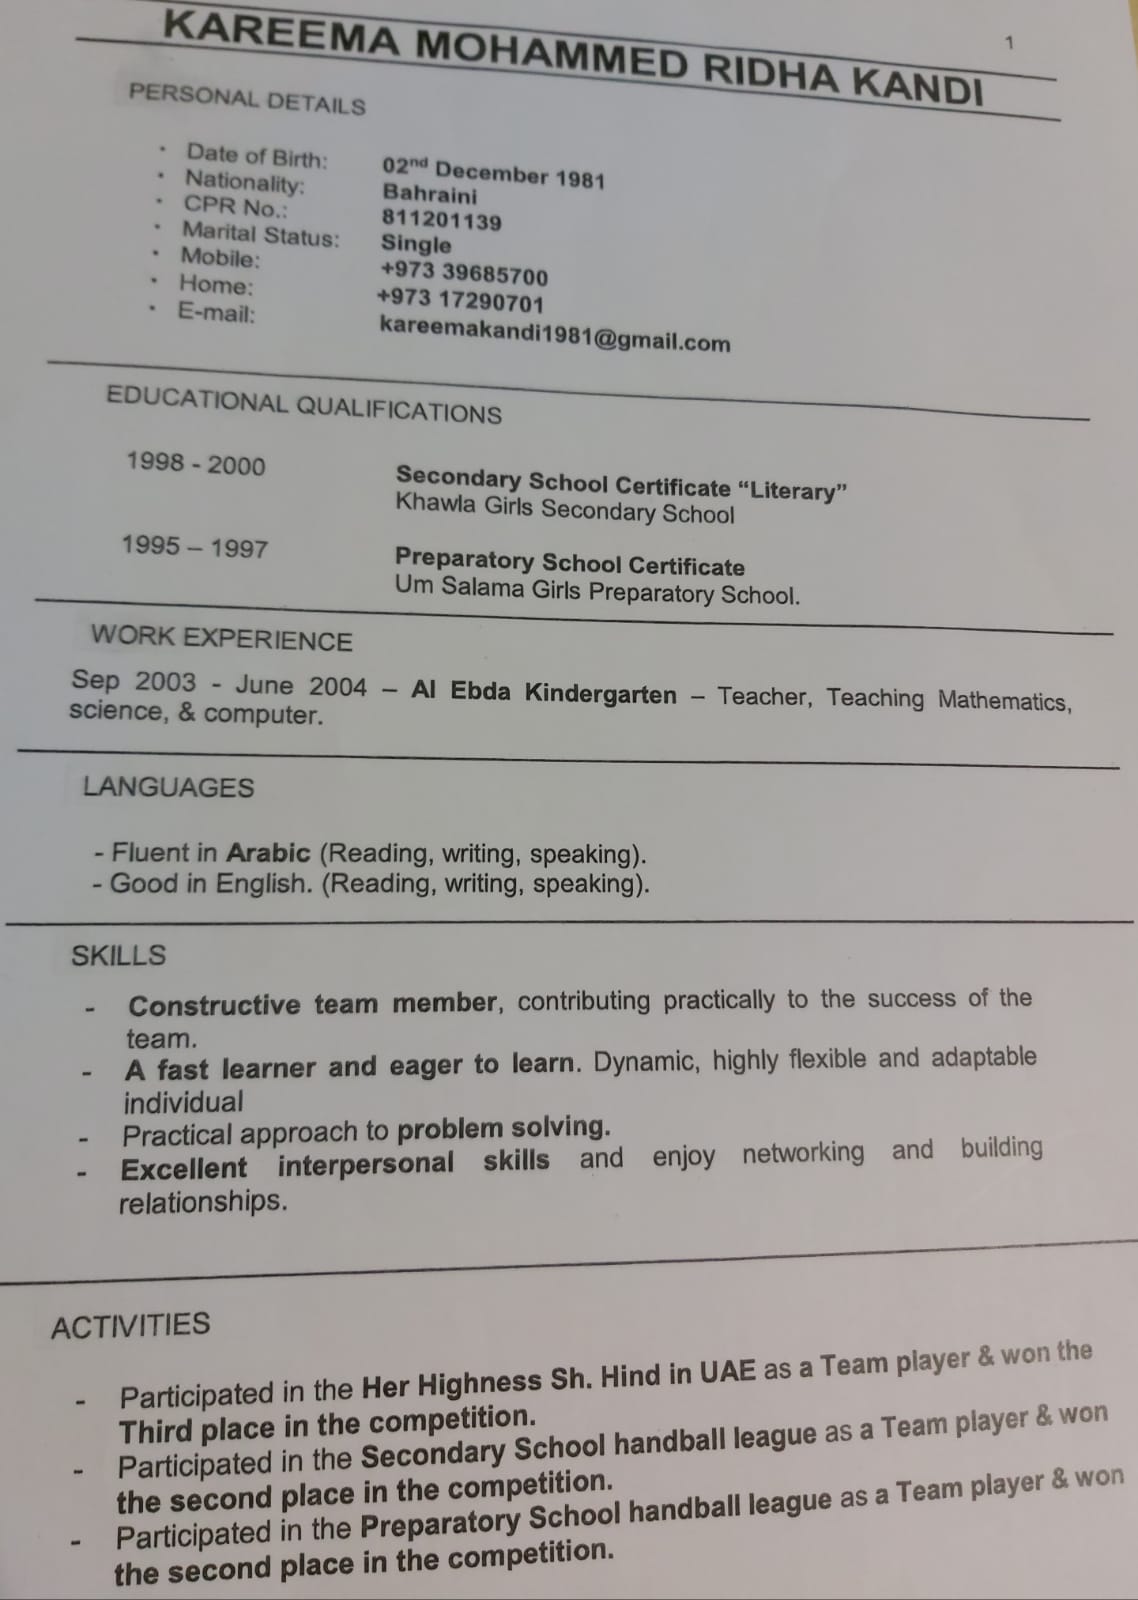 1
KAREEMA MOHAMMED RIDHA KANDI
PERSONAL DETAILS
• Date of Birth: 02nd December 1981
• Nationality: Bahraini
• CPR No.: 811201139
• Marital Status: Single
• Mobile: +973 39685700
• Home: +973 17290701
• E-mail: kareemakandi1981@gmail.com
EDUCATIONAL QUALIFICATIONS
1998 - 2000 Secondary School Certificate “Literary”
Khawla Girls Secondary School
1995 – 1997 Preparatory School Certificate
Um Salama Girls Preparatory School.
WORK EXPERIENCE
Sep 2003 - June 2004 – Al Ebda Kindergarten – Teacher, Teaching Mathematics,
science, & computer.
LANGUAGES
- Fluent in Arabic (Reading, writing, speaking).
- Good in English. (Reading, writing, speaking).
SKILLS
- Constructive team member, contributing practically to the success of the
team.
- A fast learner and eager to learn. Dynamic, highly flexible and adaptable
individual
- Practical approach to problem solving.
- Excellent interpersonal skills and enjoy networking and building
relationships.
ACTIVITIES
- Participated in the Her Highness Sh. Hind in UAE as a Team player & won the
Third place in the competition.
- Participated in the Secondary School handball league as a Team player & won
the second place in the competition.
- Participated in the Preparatory School handball league as a Team player & won
the second place in the competition.